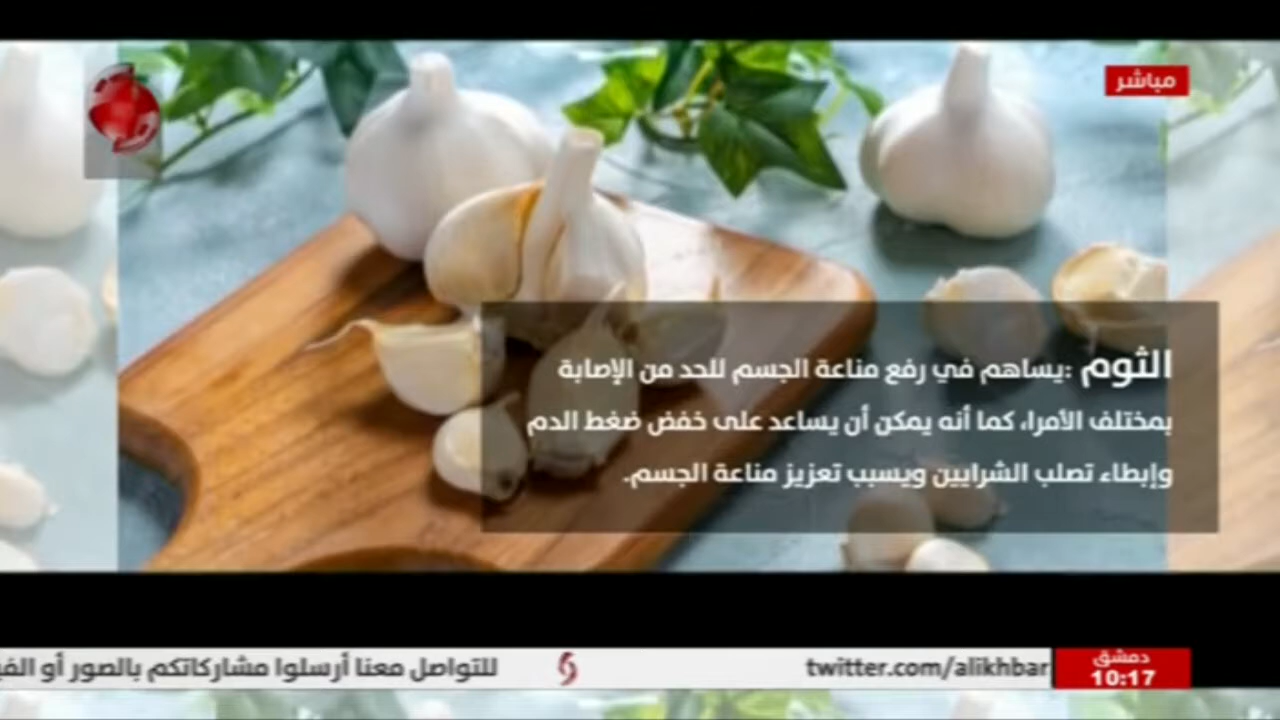 مباشر
الثوم :يساهم في رفع مناعة الجسم للحد من الإصابة
بمختلف الأمرا، كما أنه يمكن أن يساعد على خفض ضغط الدم
وإبطاء تصلب الشرايين ويسبب تعزيز مناعة الجسم.
دمشق
10:17
twitter.com/alikhbar
للتواصل معنا أرسلوا مشاركاتكم بالصور أو